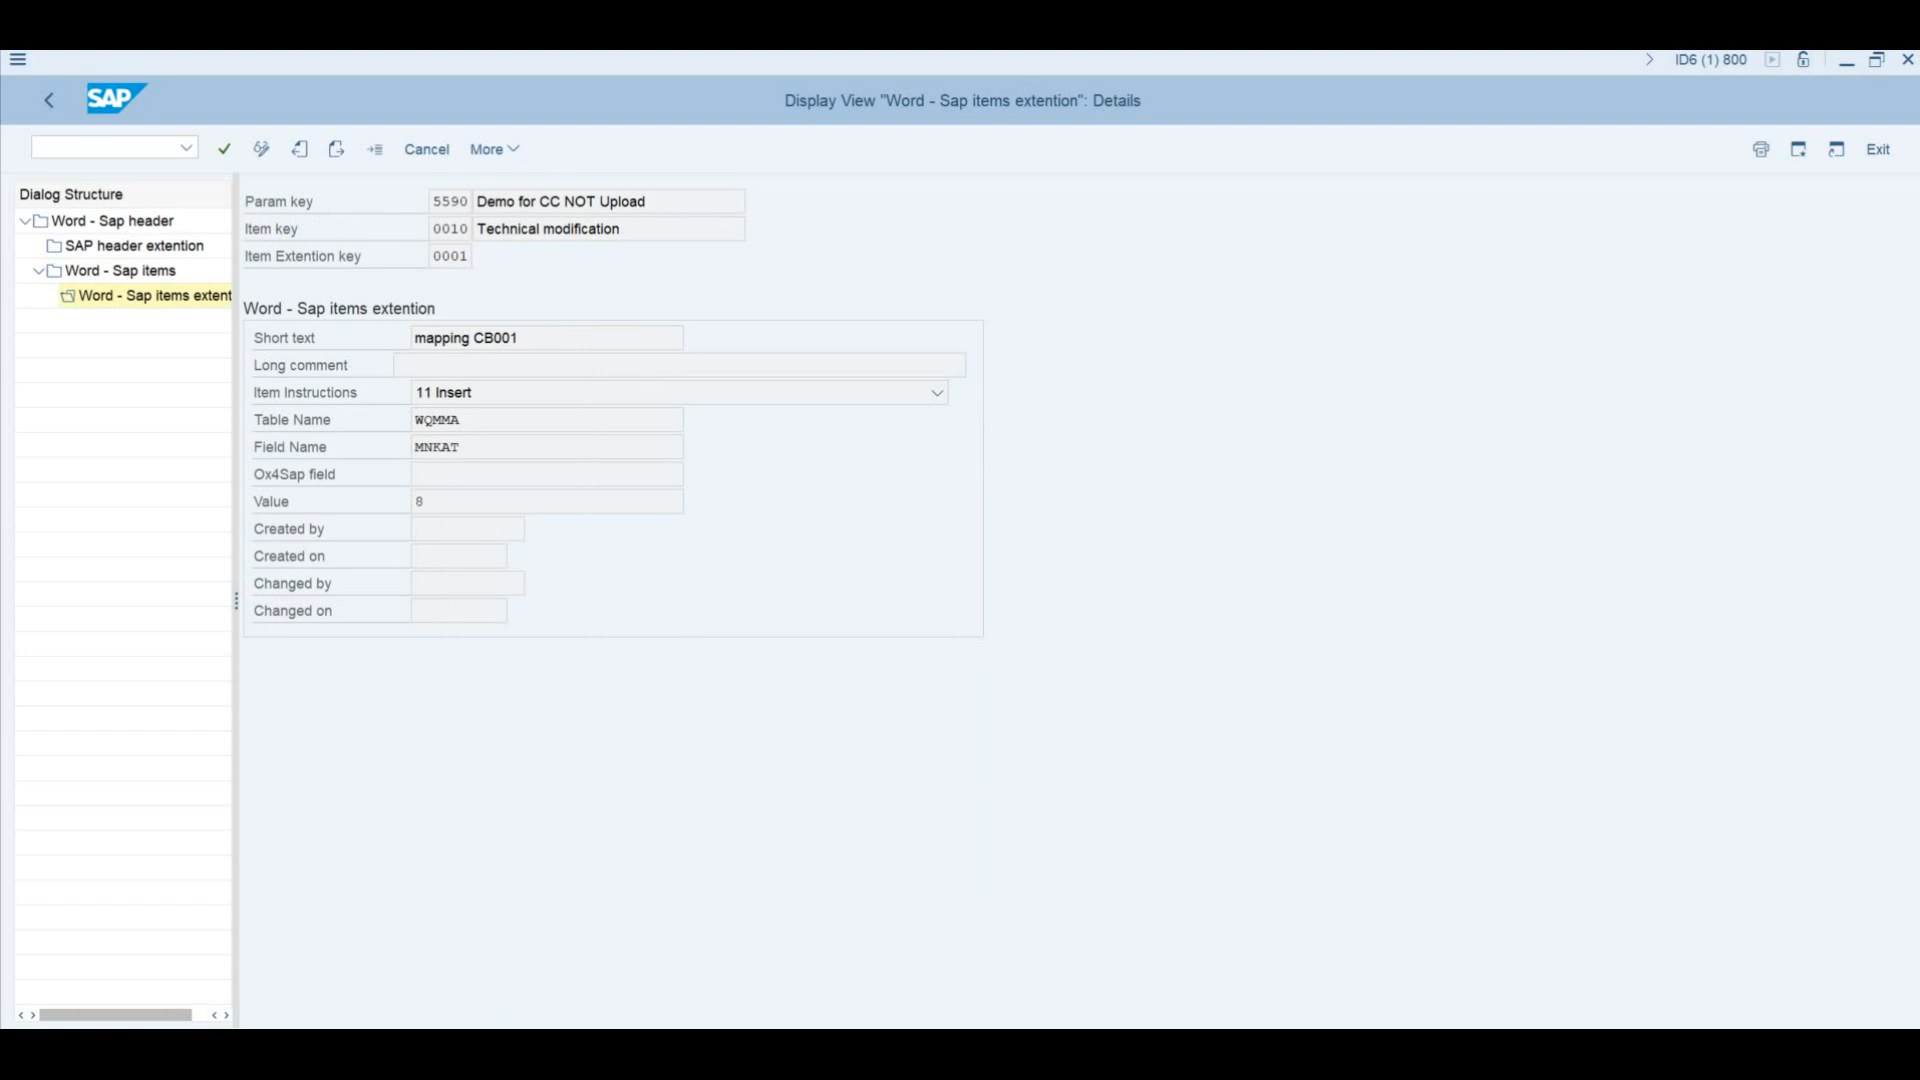 ID6 (1) 800
SAP
Display View "Word - Sap items extention": Details
Cancel
More
Exit
Dialog Structure
Word - Sap header
SAP header extention
Word - Sap items
Word - Sap items extent
Param key 5590 Demo for CC NOT Upload
Item key 0010 Technical modification
Item Extention key 0001
Word - Sap items extention
Short text mapping CB001
Long comment
Item Instructions 11 Insert
Table Name WQMMA
Field Name MNKAT
Ox4Sap field
Value 8
Created by
Created on
Changed by
Changed on